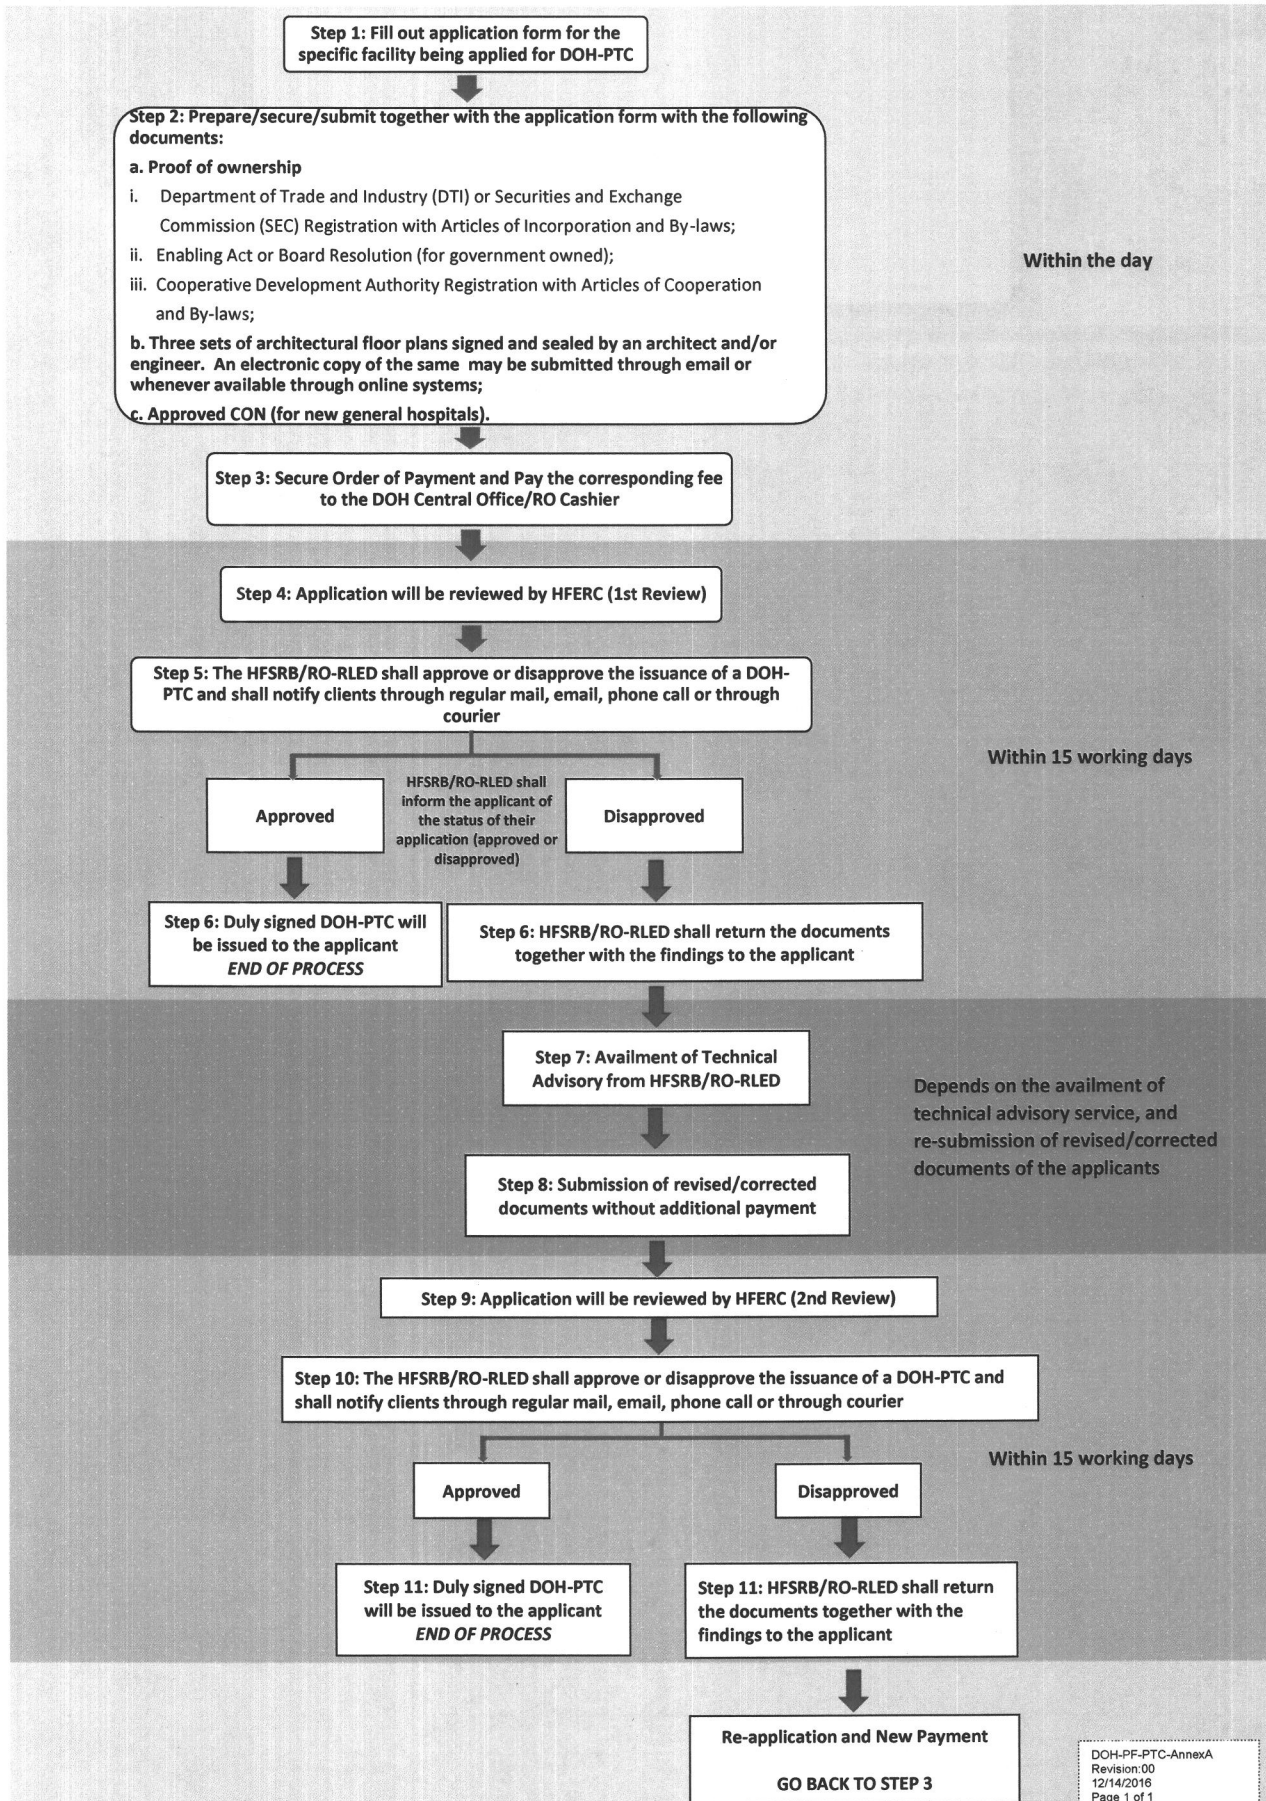 Step 1: Fill out application form for the
specific facility being applied for DOH-PTC
Step 2: Prepare/secure/submit together with the application form with the following
documents:
a. Proof of ownership
i. Department of Trade and Industry (DTI) or Securities and Exchange
Commission (SEC) Registration with Articles of Incorporation and By-laws;
ii. Enabling Act or Board Resolution (for government owned);
iii. Cooperative Development Authority Registration with Articles of Cooperation
and By-laws;
b. Three sets of architectural floor plans signed and sealed by an architect and/or
engineer. An electronic copy of the same may be submitted through email or
whenever available through online systems;
c. Approved CON (for new general hospitals).
Within the day
Step 3: Secure Order of Payment and Pay the corresponding fee
to the DOH Central Office/RO Cashier
Step 4: Application will be reviewed by HFERC (1st Review)
Step 5: The HFSRB/RO-RLED shall approve or disapprove the issuance of a DOH-
PTC and shall notify clients through regular mail, email, phone call or through
courier
Within 15 working days
Approved
HFSRB/RO-RLED shall
inform the applicant of
the status of their
application (approved or
disapproved)
Disapproved
Step 6: Duly signed DOH-PTC will
be issued to the applicant
END OF PROCESS
Step 6: HFSRB/RO-RLED shall return the documents
together with the findings to the applicant
Step 7: Availment of Technical
Advisory from HFSRB/RO-RLED
Depends on the availment of
technical advisory service, and
re-submission of revised/corrected
documents of the applicants
Step 8: Submission of revised/corrected
documents without additional payment
Step 9: Application will be reviewed by HFERC (2nd Review)
Step 10: The HFSRB/RO-RLED shall approve or disapprove the issuance of a DOH-PTC and
shall notify clients through regular mail, email, phone call or through courier
Within 15 working days
Approved
Disapproved
Step 11: Duly signed DOH-PTC
will be issued to the applicant
END OF PROCESS
Step 11: HFSRB/RO-RLED shall return
the documents together with the
findings to the applicant
Re-application and New Payment
GO BACK TO STEP 3
DOH-PF-PTC-AnnexA
Revision:00
12/14/2016
Page 1 of 1